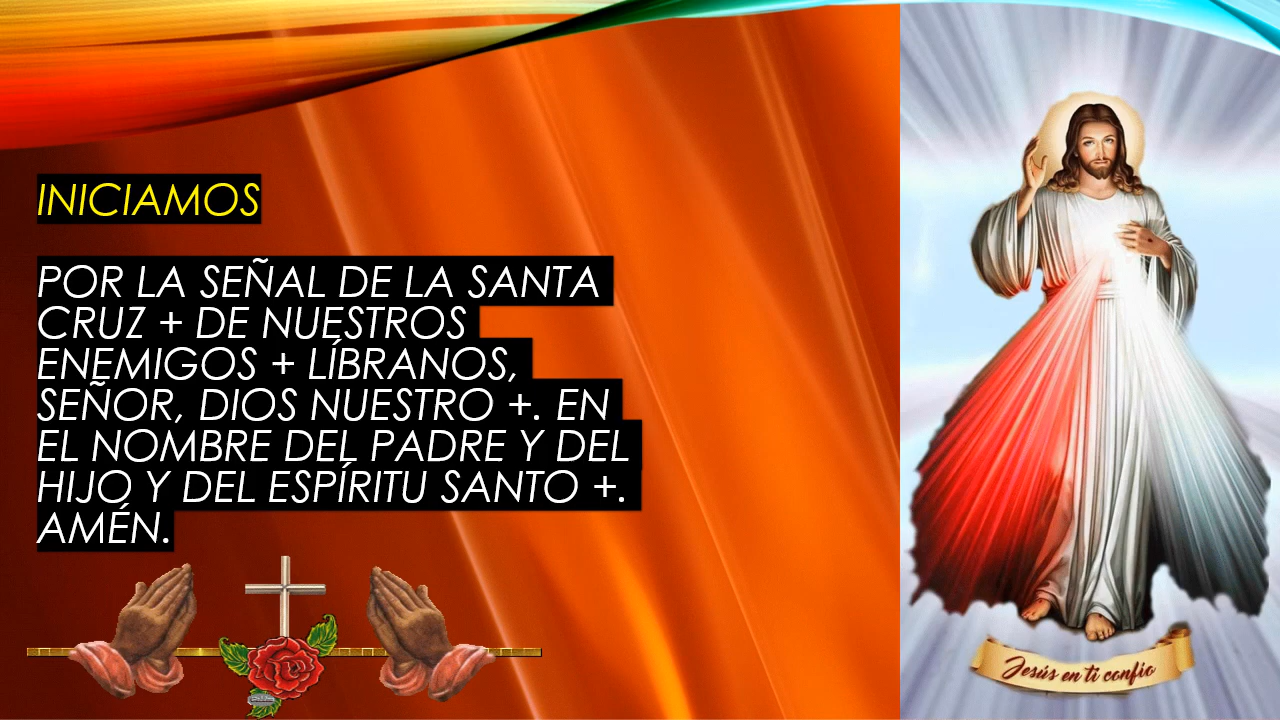 INICIAMOS
POR LA SEÑAL DE LA SANTA
CRUZ + DE NUESTROS
ENEMIGOS + LÍBRANOS,
SEÑOR, DIOS NUESTRO +. EN
EL NOMBRE DEL PADRE Y DEL
HIJO Y DEL ESPÍRITU SANTO +.
AMÉN.
Jesús en ti confío